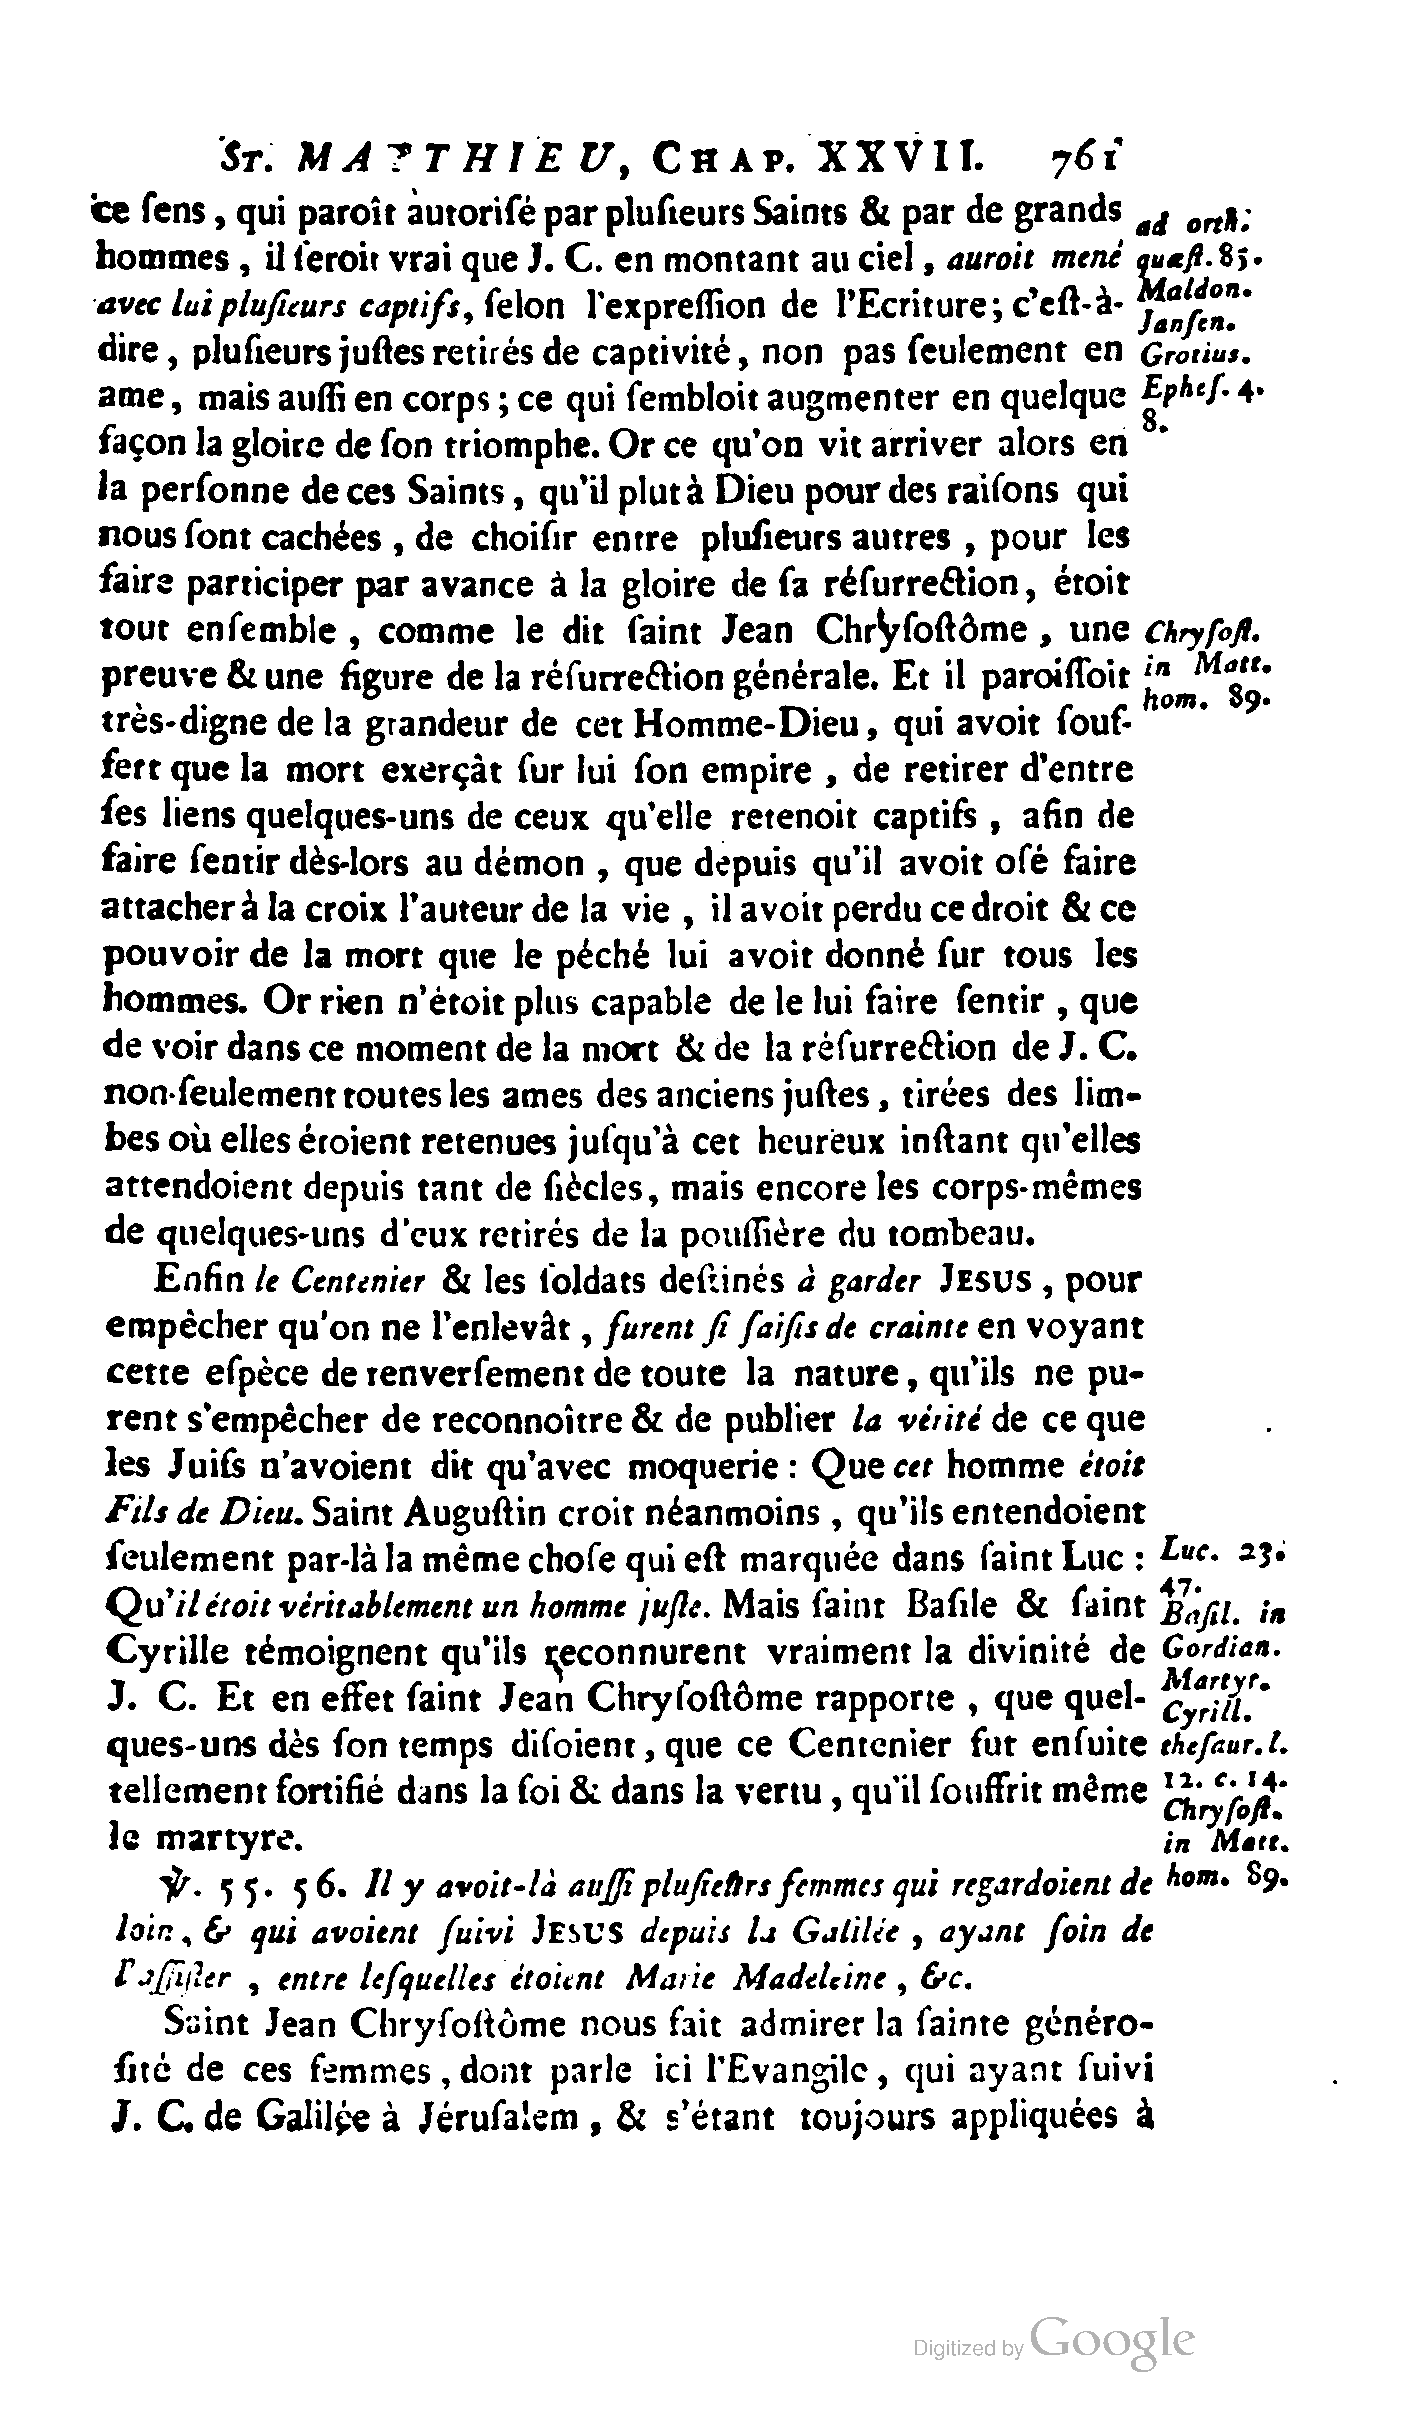 ST. MATTHIEU, CHAP. XXVII. 761
ce ſens, qui paroît autoriſé par pluſieurs Saints & par de grands
hommes, il ſeroit vrai que J. C. en montant au ciel, auroit mené
avec lui pluſieurs captifs, ſelon l'expreſſion de l'Ecriture; c'eſt-à-
dire, pluſieurs juſtes retirés de captivité, non pas ſeulement en
ame, mais auſſi en corps; ce qui ſembloit augmenter en quelque
façon la gloire de ſon triomphe. Or ce qu'on vit arriver alors en
la perſonne de ces Saints, qu'il plut à Dieu pour des raiſons qui
nous ſont cachées, de choiſir entre pluſieurs autres, pour les
faire participer par avance à la gloire de ſa réſurrection, étoit
tout enſemble, comme le dit ſaint Jean Chryſoſtôme, une
preuve & une figure de la réſurrection générale. Et il paroiſſoit
très-digne de la grandeur de cet Homme-Dieu, qui avoit ſouf-
fert que la mort exerçât ſur lui ſon empire, de retirer d'entre
ſes liens quelques-uns de ceux qu'elle retenoit captifs, afin de
faire ſentir dès-lors au démon, que depuis qu'il avoit oſé faire
attacher à la croix l'auteur de la vie, il avoit perdu ce droit & ce
pouvoir de la mort que le péché lui avoit donné ſur tous les
hommes. Or rien n'étoit plus capable de le lui faire ſentir, que
de voir dans ce moment de la mort & de la réſurrection de J. C.
non-ſeulement toutes les ames des anciens juſtes, tirées des lim-
bes où elles étoient retenues juſqu'à cet heureux inſtant qu'elles
attendoient depuis tant de ſiècles, mais encore les corps-mêmes
de quelques-uns d'eux retirés de la pouſſière du tombeau.
Enfin le Centenier & les ſoldats deſtinés à garder JESUS, pour
empêcher qu'on ne l'enlevât, furent ſi ſaiſis de crainte en voyant
cette eſpèce de renverſement de toute la nature, qu'ils ne pu-
rent s'empêcher de reconnoître & de publier la vérité de ce que
les Juifs n'avoient dit qu'avec moquerie: Que cet homme étoit
Fils de Dieu. Saint Auguſtin croit néanmoins, qu'ils entendoient
ſeulement par-là la même choſe qui eſt marquée dans ſaint Luc:
Qu'il étoit véritablement un homme juſte. Mais ſaint Baſile & ſaint
Cyrille témoignent qu'ils reconnurent vraiment la divinité de
J. C. Et en effet ſaint Jean Chryſoſtôme rapporte, que quel-
ques-uns dès ſon temps diſoient, que ce Centenier fut enſuite
tellement fortifié dans la foi & dans la vertu, qu'il ſouffrit même
le martyre.
℣. 55. 56. Il y avoit-là auſſi pluſieurs femmes qui regardoient de
loin, & qui avoient ſuivi JESUS depuis la Galilée, ayant ſoin de
l'aſſiſter, entre leſquelles étoient Marie Madeleine, &c.
Saint Jean Chryſoſtôme nous fait admirer la ſainte généro-
ſité de ces femmes, dont parle ici l'Evangile, qui ayant ſuivi
J. C. de Galilée à Jéruſalem, & s'étant toujours appliquées à
ad orth.
quæſt. 85.
Maldon.
Janſen.
Grotius.
Epheſ. 4.
8.
Chryſoſt.
in Matt.
hom. 89.
Luc. 23.
47.
Baſil. in
Gordian.
Martyr.
Cyrill.
theſaur. l.
12. c. 14.
Chryſoſt.
in Matt.
hom. 89.
Digitized by Google